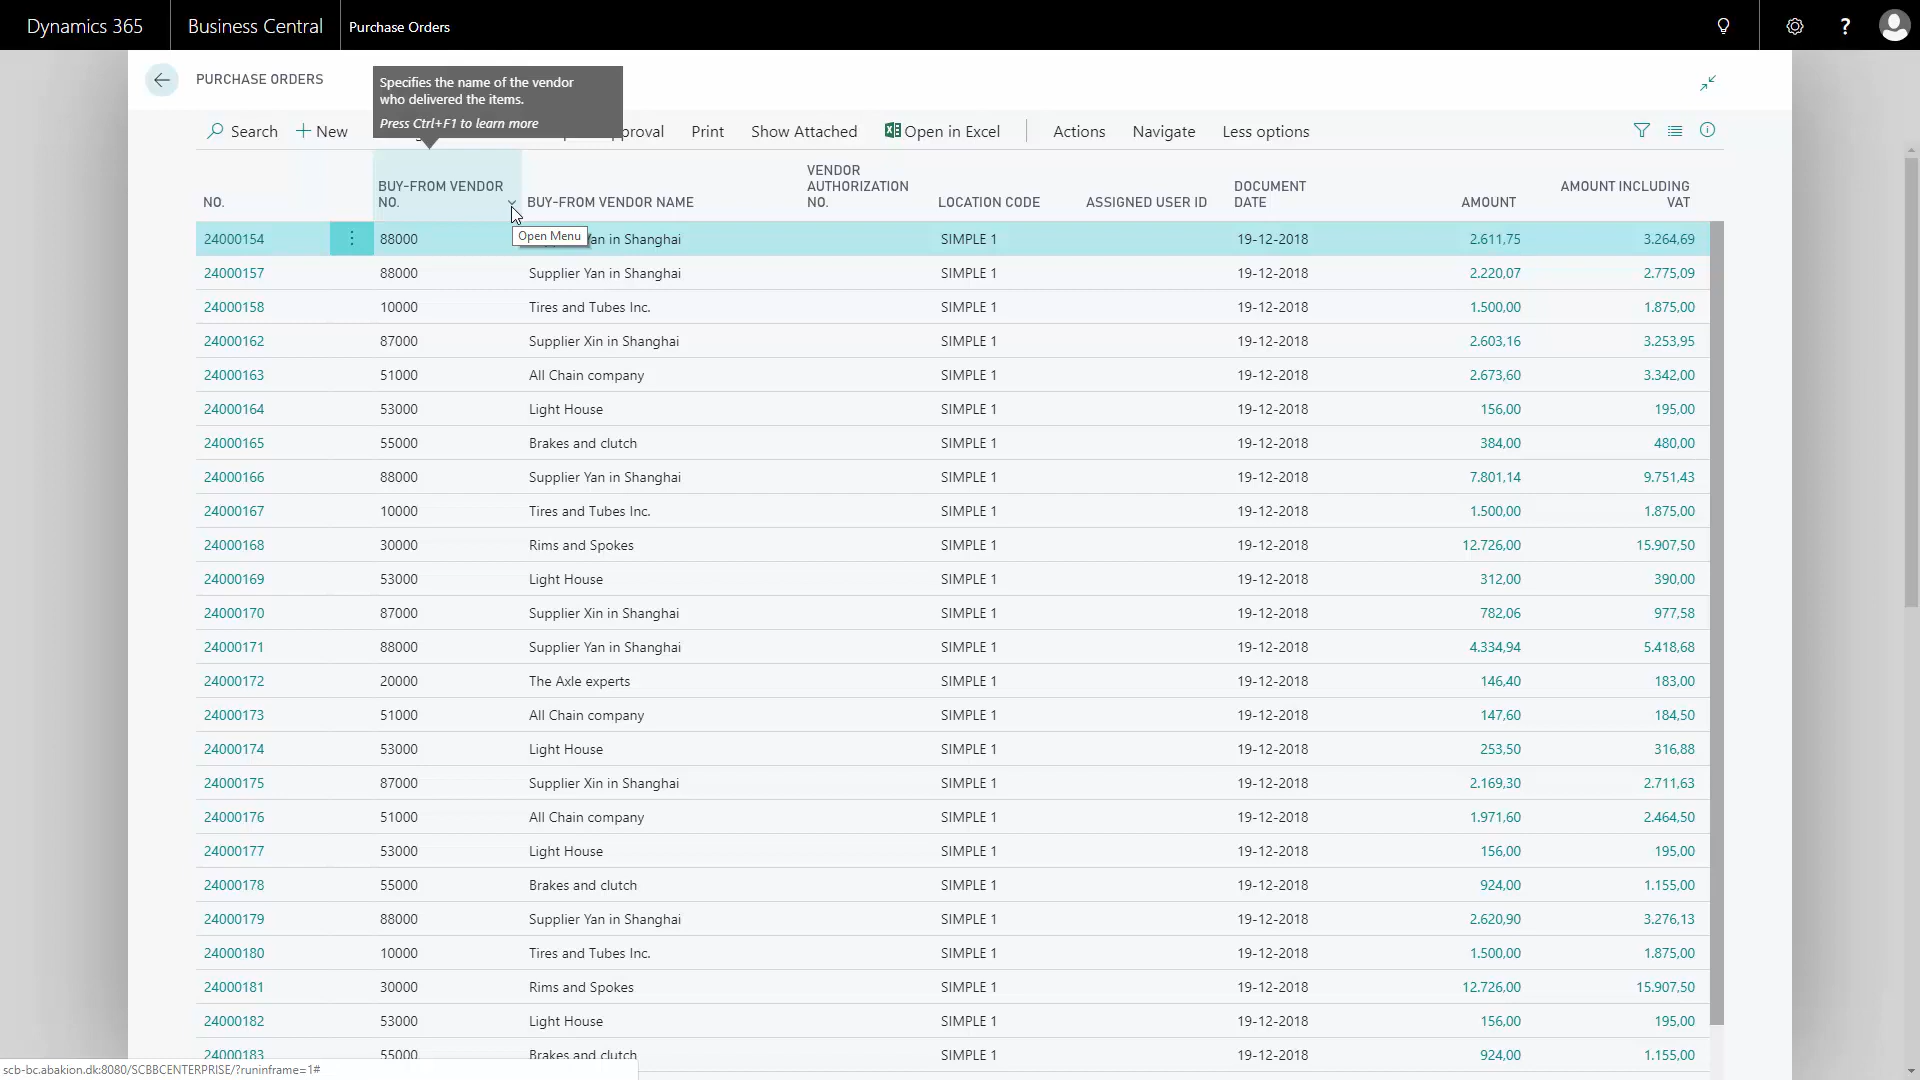 Dynamics 365 Business Central Purchase Orders ?
PURCHASE ORDERS
Specifies the name of the vendor
who delivered the items.
Press Ctrl+F1 to learn more
Search + New Print Show Attached Open in Excel Actions Navigate Less options
NO. BUY-FROM VENDOR NO. BUY-FROM VENDOR NAME VENDOR AUTHORIZATION NO. LOCATION CODE ASSIGNED USER ID DOCUMENT DATE AMOUNT AMOUNT INCLUDING VAT
Open Menu
24000154 88000 an in Shanghai SIMPLE 1 19-12-2018 2.611,75 3.264,69
24000157 88000 Supplier Yan in Shanghai SIMPLE 1 19-12-2018 2.220,07 2.775,09
24000158 10000 Tires and Tubes Inc. SIMPLE 1 19-12-2018 1.500,00 1.875,00
24000162 87000 Supplier Xin in Shanghai SIMPLE 1 19-12-2018 2.603,16 3.253,95
24000163 51000 All Chain company SIMPLE 1 19-12-2018 2.673,60 3.342,00
24000164 53000 Light House SIMPLE 1 19-12-2018 156,00 195,00
24000165 55000 Brakes and clutch SIMPLE 1 19-12-2018 384,00 480,00
24000166 88000 Supplier Yan in Shanghai SIMPLE 1 19-12-2018 7.801,14 9.751,43
24000167 10000 Tires and Tubes Inc. SIMPLE 1 19-12-2018 1.500,00 1.875,00
24000168 30000 Rims and Spokes SIMPLE 1 19-12-2018 12.726,00 15.907,50
24000169 53000 Light House SIMPLE 1 19-12-2018 312,00 390,00
24000170 87000 Supplier Xin in Shanghai SIMPLE 1 19-12-2018 782,06 977,58
24000171 88000 Supplier Yan in Shanghai SIMPLE 1 19-12-2018 4.334,94 5.418,68
24000172 20000 The Axle experts SIMPLE 1 19-12-2018 146,40 183,00
24000173 51000 All Chain company SIMPLE 1 19-12-2018 147,60 184,50
24000174 53000 Light House SIMPLE 1 19-12-2018 253,50 316,88
24000175 87000 Supplier Xin in Shanghai SIMPLE 1 19-12-2018 2.169,30 2.711,63
24000176 51000 All Chain company SIMPLE 1 19-12-2018 1.971,60 2.464,50
24000177 53000 Light House SIMPLE 1 19-12-2018 156,00 195,00
24000178 55000 Brakes and clutch SIMPLE 1 19-12-2018 924,00 1.155,00
24000179 88000 Supplier Yan in Shanghai SIMPLE 1 19-12-2018 2.620,90 3.276,13
24000180 10000 Tires and Tubes Inc. SIMPLE 1 19-12-2018 1.500,00 1.875,00
24000181 30000 Rims and Spokes SIMPLE 1 19-12-2018 12.726,00 15.907,50
24000182 53000 Light House SIMPLE 1 19-12-2018 156,00 195,00
24000183 55000 Brakes and clutch SIMPLE 1 19-12-2018 924,00 1.155,00
scb-bc.abakion.dk:8080/SCBBCENTERPRISE/?runinframe=1#